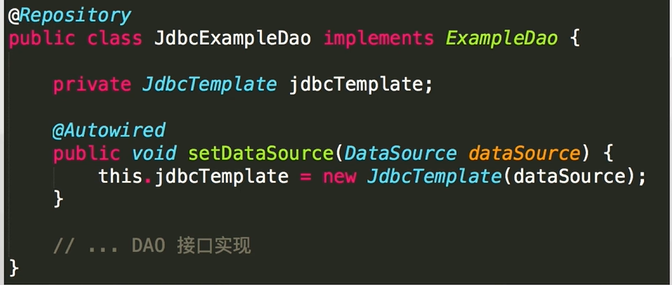 @Repository
public class JdbcExampleDao implements ExampleDao {
private JdbcTemplate jdbcTemplate;
@Autowired
public void setDataSource(DataSource dataSource) {
this.jdbcTemplate = new JdbcTemplate(dataSource);
}
// ... DAO 接口实现
}